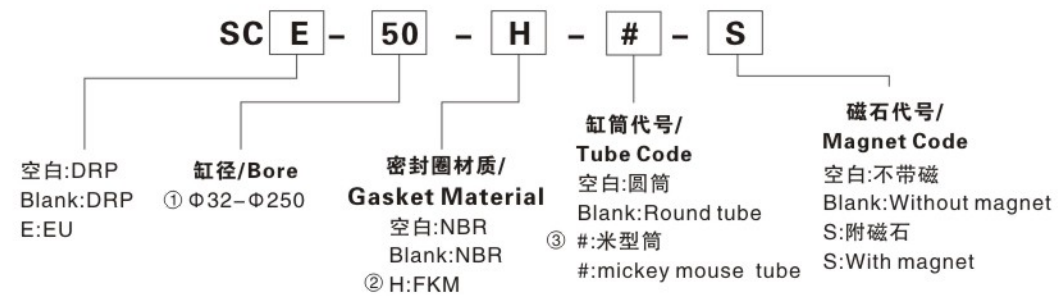 SC E - 50 - H - # - S
空白:DRP
Blank:DRP
E:EU
缸径/Bore
①Φ32-Φ250
密封圈材质/
Gasket Material
空白:NBR
Blank:NBR
②H:FKM
缸筒代号/
Tube Code
空白:圆筒
Blank:Round tube
③ #:米型筒
#:mickey mouse tube
磁石代号/
Magnet Code
空白:不带磁
Blank:Without magnet
S:附磁石
S:With magnet